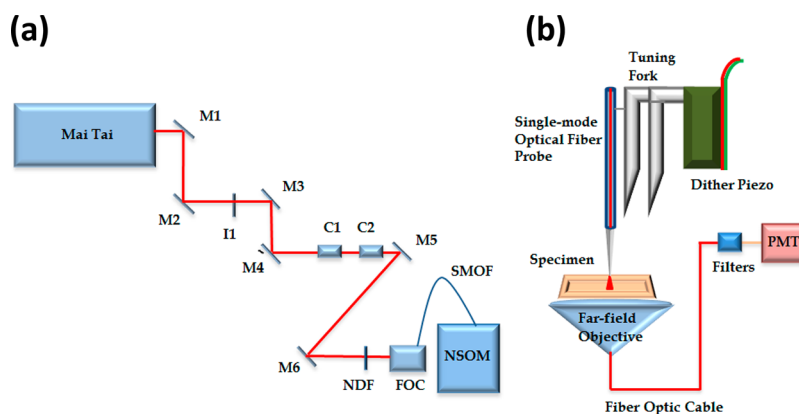 (a)
Mai Tai
M1
M2
I1
M3
M4
C1
C2
M5
SMOF
M6
NDF
FOC
NSOM
(b)
Tuning
Fork
Single-mode
Optical Fiber
Probe
Dither Piezo
Specimen
Filters
PMT
Far-field
Objective
Fiber Optic Cable